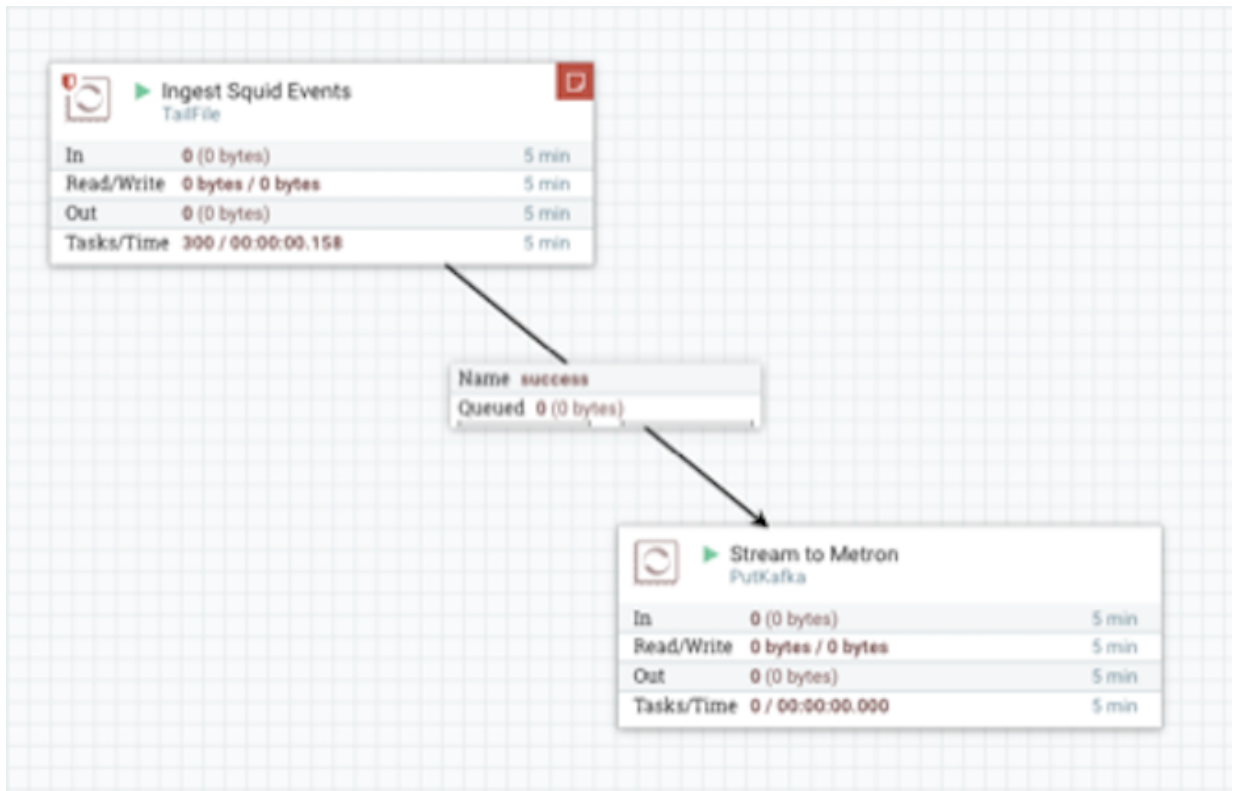 Ingest Squid Events
TailFile
In 0 (0 bytes) 5 min
Read/Write 0 bytes / 0 bytes 5 min
Out 0 (0 bytes) 5 min
Tasks/Time 300 / 00:00:00.158 5 min
Name success
Queued 0 (0 bytes)
Stream to Metron
PutKafka
In 0 (0 bytes) 5 min
Read/Write 0 bytes / 0 bytes 5 min
Out 0 (0 bytes) 5 min
Tasks/Time 0 / 00:00:00.000 5 min